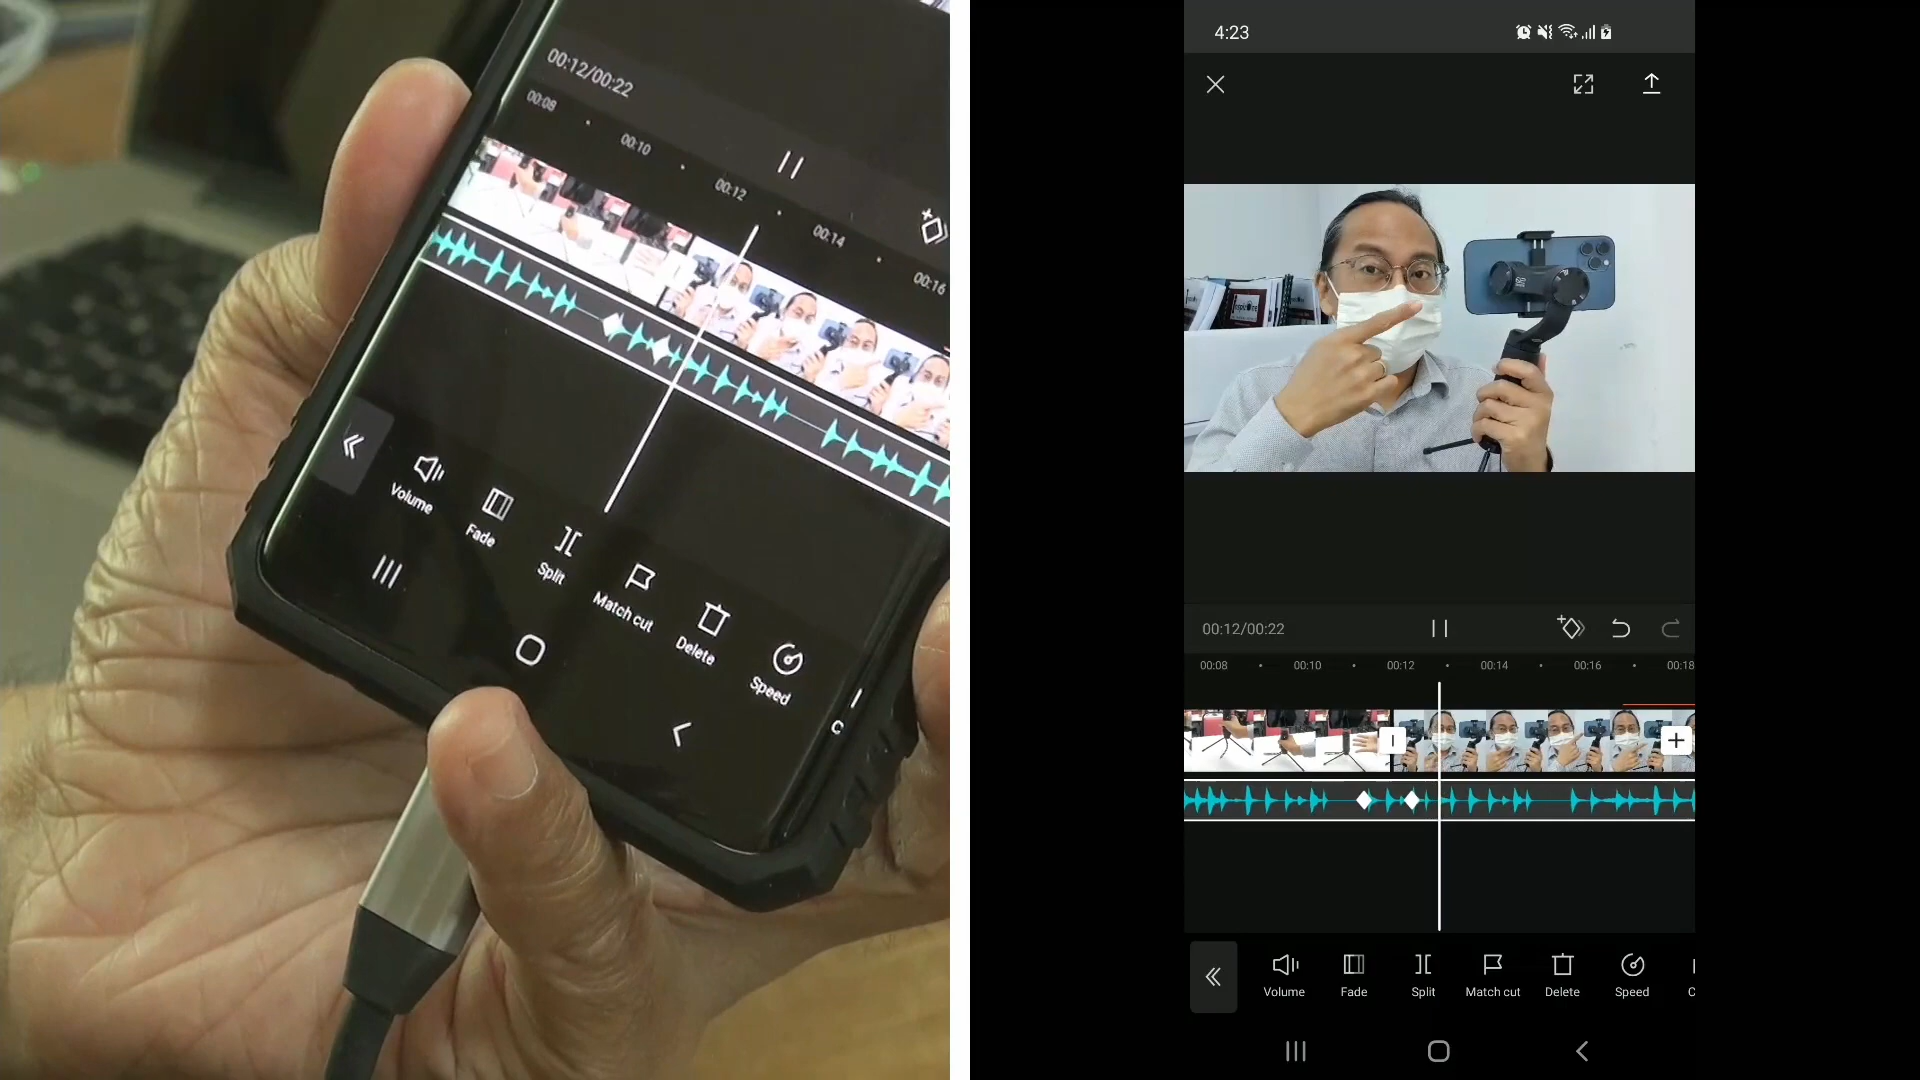 00:12/00:22
00:08
00:10
00:12
00:14
00:16
Volume
Fade
Split
Match cut
Delete
Speed
C
4:23
00:12/00:22
00:08
00:10
00:12
00:14
00:16
00:18
Volume
Fade
Split
Match cut
Delete
Speed
C